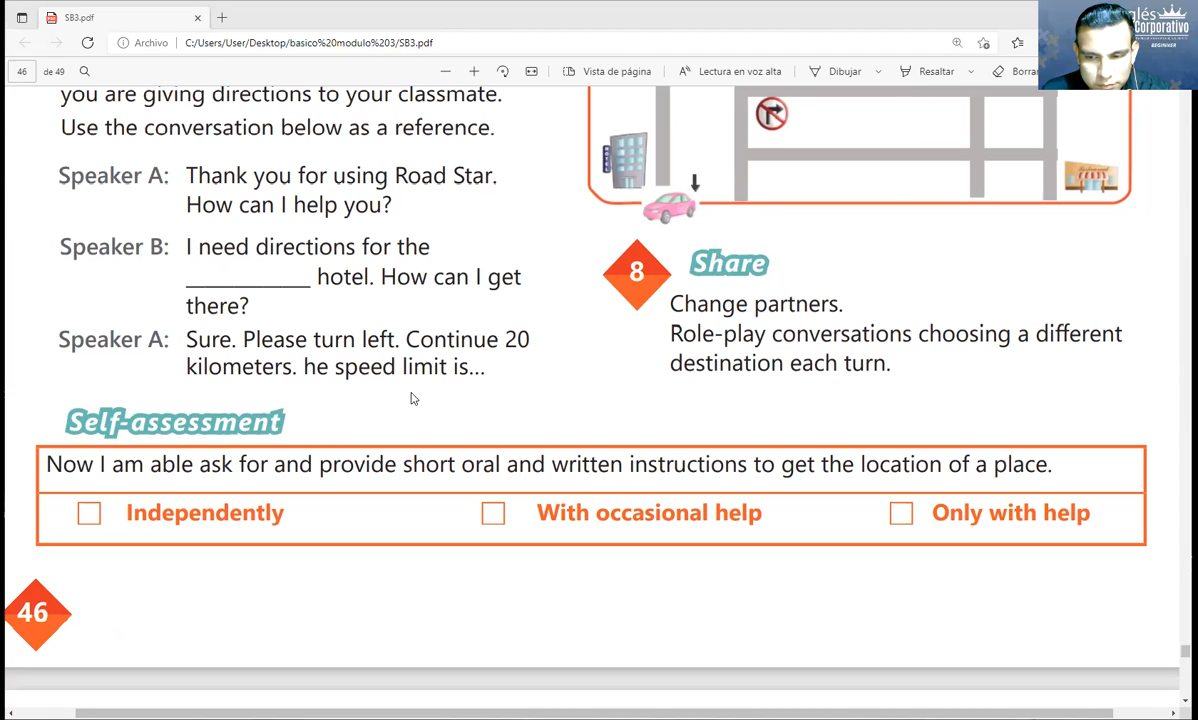 SB3.pdf
Archivo
C:/Users/User/Desktop/basico%20modulo%203/SB3.pdf
46
de 49
Vista de página
Lectura en voz alta
Dibujar
Resaltar
Borrar
Inglés
Corporativo
BEGINNER
you are giving directions to your classmate.
Use the conversation below as a reference.
Speaker A: Thank you for using Road Star.
How can I help you?
Speaker B: I need directions for the
____________ hotel. How can I get
there?
Speaker A: Sure. Please turn left. Continue 20
kilometers. he speed limit is...
8
Share
Change partners.
Role-play conversations choosing a different
destination each turn.
Self-assessment
Now I am able ask for and provide short oral and written instructions to get the location of a place.
Independently
With occasional help
Only with help
46